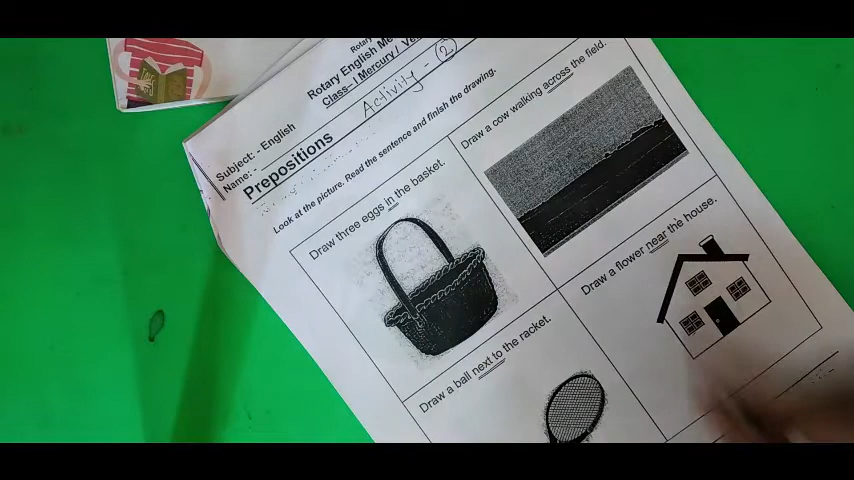 Rotary
Rotary English Me
Class– I Mercury / Ve
Activity - 2
Subject: - English
Name: -
Prepositions
Look at the picture. Read the sentence and finish the drawing.
Draw three eggs in the basket.
Draw a cow walking across the field.
Draw a ball next to the racket.
Draw a flower near the house.